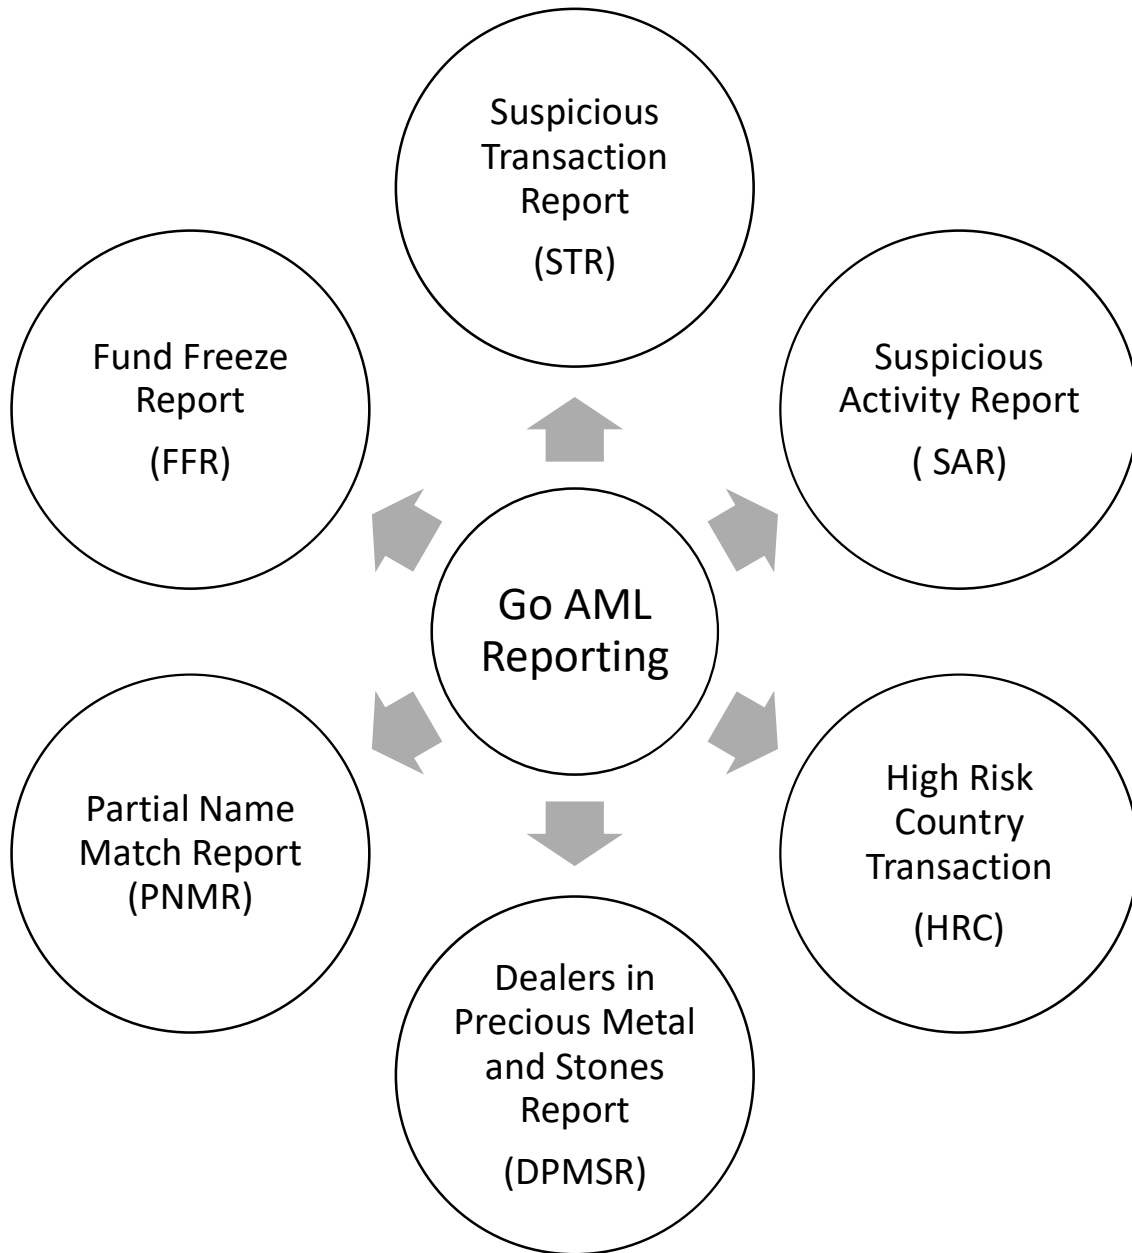 Suspicious
Transaction
Report
(STR)
Suspicious
Activity Report
( SAR)
High Risk
Country
Transaction
(HRC)
Dealers in
Precious Metal
and Stones
Report
(DPMSR)
Partial Name
Match Report
(PNMR)
Fund Freeze
Report
(FFR)
Go AML
Reporting